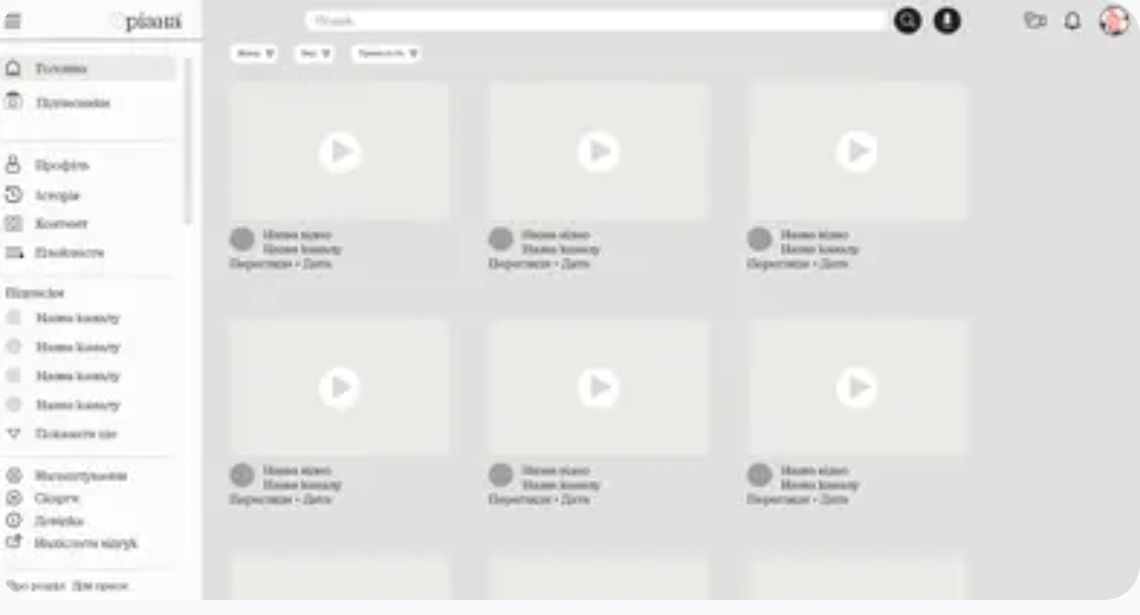 ріана
Пошук
Мова
Вид
Тривалість
Головна
Підписки
Профіль
Історія
Контент
Плейлисти
Назва відео
Назва каналу
Перегляди • Дата
Назва відео
Назва каналу
Перегляди • Дата
Назва відео
Назва каналу
Перегляди • Дата
Підписки
Назва каналу
Назва каналу
Назва каналу
Назва каналу
Показати ще
Назва відео
Назва каналу
Перегляди • Дата
Назва відео
Назва каналу
Перегляди • Дата
Назва відео
Назва каналу
Перегляди • Дата
Налаштування
Скарги
Довідка
Надіслати відгук
Про розділ Для преси